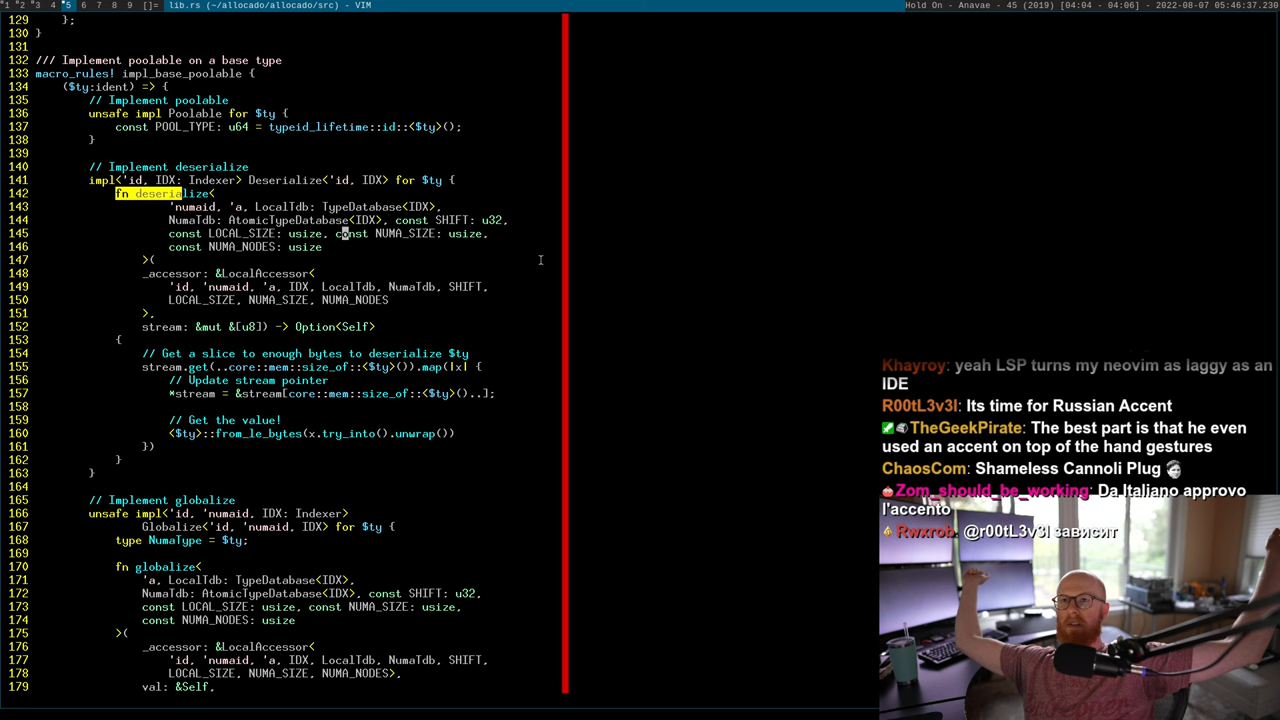 1 2 3 4 5 6 7 8 9 []= lib.rs (~/allocado/allocado/src) - VIM
Hold On - Anavae - 45 (2019) [04:04 - 04:06] - 2022-08-07 05:46:37.230
129 };
130 }
131
132 /// Implement poolable on a base type
133 macro_rules! impl_base_poolable {
134 ($ty:ident) => {
135 // Implement poolable
136 unsafe impl Poolable for $ty {
137 const POOL_TYPE: u64 = typeid_lifetime::id::<$ty>();
138 }
139
140 // Implement deserialize
141 impl<'id, IDX: Indexer> Deserialize<'id, IDX> for $ty {
142 fn deserialize<
143 'numaid, 'a, LocalTdb: TypeDatabase<IDX>,
144 NumaTdb: AtomicTypeDatabase<IDX>, const SHIFT: u32,
145 const LOCAL_SIZE: usize, const NUMA_SIZE: usize,
146 const NUMA_NODES: usize
147 >(
148 _accessor: &LocalAccessor<
149 'id, 'numaid, 'a, IDX, LocalTdb, NumaTdb, SHIFT,
150 LOCAL_SIZE, NUMA_SIZE, NUMA_NODES
151 >,
152 stream: &mut &[u8]) -> Option<Self>
153 {
154 // Get a slice to enough bytes to deserialize $ty
155 stream.get(..core::mem::size_of::<$ty>()).map(|x| {
156 // Update stream pointer
157 *stream = &stream[core::mem::size_of::<$ty>()..];
158
159 // Get the value!
160 <$ty>::from_le_bytes(x.try_into().unwrap())
161 })
162 }
163 }
164
165 // Implement globalize
166 unsafe impl<'id, 'numaid, IDX: Indexer>
167 Globalize<'id, 'numaid, IDX> for $ty {
168 type NumaType = $ty;
169
170 fn globalize<
171 'a, LocalTdb: TypeDatabase<IDX>,
172 NumaTdb: AtomicTypeDatabase<IDX>, const SHIFT: u32,
173 const LOCAL_SIZE: usize, const NUMA_SIZE: usize,
174 const NUMA_NODES: usize
175 >(
176 _accessor: &LocalAccessor<
177 'id, 'numaid, 'a, IDX, LocalTdb, NumaTdb, SHIFT,
178 LOCAL_SIZE, NUMA_SIZE, NUMA_NODES>,
179 val: &Self,
Khayroy: yeah LSP turns my neovim as laggy as an
IDE
R00tL3v3l: Its time for Russian Accent
TheGeekPirate: The best part is that he even
used an accent on top of the hand gestures
ChaosCom: Shameless Cannoli Plug
Zom_should_be_working: Da Italiano approvo
l'accento
Rwxrob: @r00tL3v3l зависит